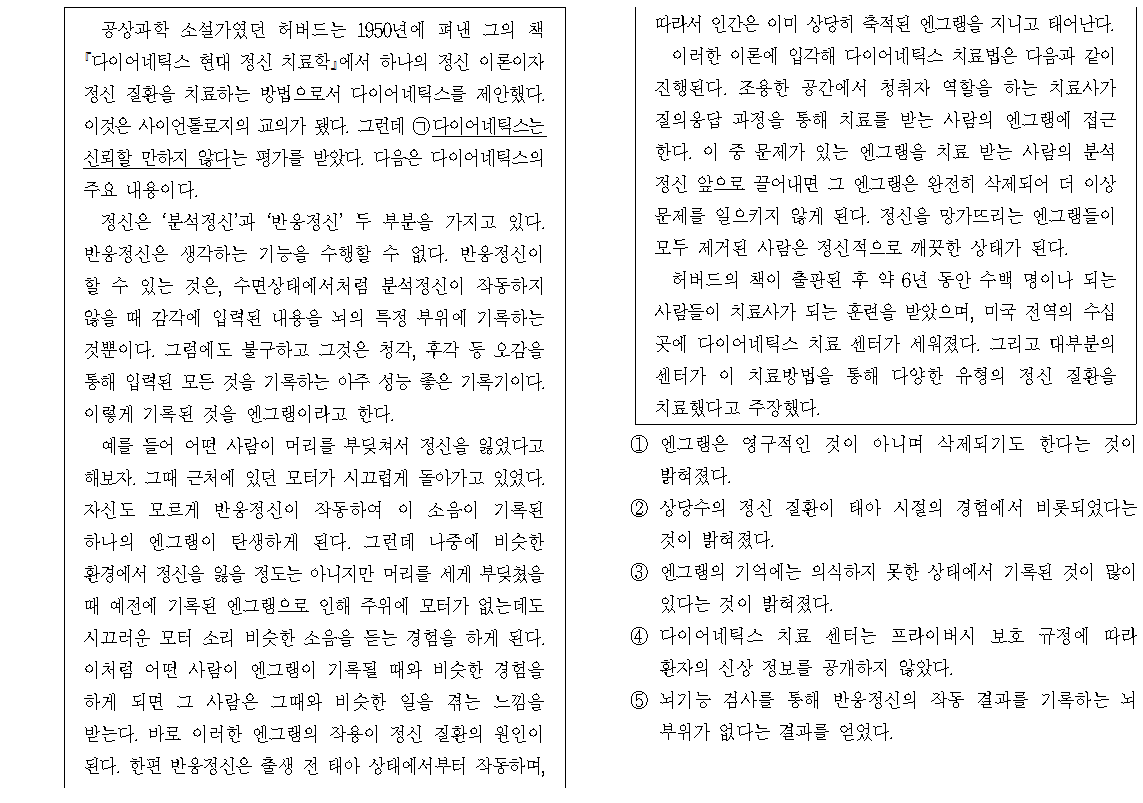 공상과학 소설가였던 허버드는 1950년에 펴낸 그의 책
『다이어네틱스 현대 정신 치료학』에서 하나의 정신 이론이자
정신 질환을 치료하는 방법으로서 다이어네틱스를 제안했다.
이것은 사이언톨로지의 교의가 됐다. 그런데 ㉠다이어네틱스는
신뢰할 만하지 않다는 평가를 받았다. 다음은 다이어네틱스의
주요 내용이다.
정신은 ‘분석정신’과 ‘반응정신’ 두 부분을 가지고 있다.
반응정신은 생각하는 기능을 수행할 수 없다. 반응정신이
할 수 있는 것은, 수면상태에서처럼 분석정신이 작동하지
않을 때 감각에 입력된 내용을 뇌의 특정 부위에 기록하는
것뿐이다. 그럼에도 불구하고 그것은 청각, 후각 등 오감을
통해 입력된 모든 것을 기록하는 아주 성능 좋은 기록기이다.
이렇게 기록된 것을 엔그램이라고 한다.
예를 들어 어떤 사람이 머리를 부딪쳐서 정신을 잃었다고
해보자. 그때 근처에 있던 모터가 시끄럽게 돌아가고 있었다.
자신도 모르게 반응정신이 작동하여 이 소음이 기록된
하나의 엔그램이 탄생하게 된다. 그런데 나중에 비슷한
환경에서 정신을 잃을 정도는 아니지만 머리를 세게 부딪쳤을
때 예전에 기록된 엔그램으로 인해 주위에 모터가 없는데도
시끄러운 모터 소리 비슷한 소음을 듣는 경험을 하게 된다.
이처럼 어떤 사람이 엔그램이 기록될 때와 비슷한 경험을
하게 되면 그 사람은 그때와 비슷한 일을 겪는 느낌을
받는다. 바로 이러한 엔그램의 작용이 정신 질환의 원인이
된다. 한편 반응정신은 출생 전 태아 상태에서부터 작동하며,
따라서 인간은 이미 상당히 축적된 엔그램을 지니고 태어난다.
이러한 이론에 입각해 다이어네틱스 치료법은 다음과 같이
진행된다. 조용한 공간에서 청취자 역할을 하는 치료사가
질의응답 과정을 통해 치료를 받는 사람의 엔그램에 접근
한다. 이 중 문제가 있는 엔그램을 치료 받는 사람의 분석
정신 앞으로 끌어내면 그 엔그램은 완전히 삭제되어 더 이상
문제를 일으키지 않게 된다. 정신을 망가뜨리는 엔그램들이
모두 제거된 사람은 정신적으로 깨끗한 상태가 된다.
허버드의 책이 출판된 후 약 6년 동안 수백 명이나 되는
사람들이 치료사가 되는 훈련을 받았으며, 미국 전역의 수십
곳에 다이어네틱스 치료 센터가 세워졌다. 그리고 대부분의
센터가 이 치료방법을 통해 다양한 유형의 정신 질환을
치료했다고 주장했다.
① 엔그램은 영구적인 것이 아니며 삭제되기도 한다는 것이
밝혀졌다.
② 상당수의 정신 질환이 태아 시절의 경험에서 비롯되었다는
것이 밝혀졌다.
③ 엔그램의 기억에는 의식하지 못한 상태에서 기록된 것이 많이
있다는 것이 밝혀졌다.
④ 다이어네틱스 치료 센터는 프라이버시 보호 규정에 따라
환자의 신상 정보를 공개하지 않았다.
⑤ 뇌기능 검사를 통해 반응정신의 작동 결과를 기록하는 뇌
부위가 없다는 결과를 얻었다.